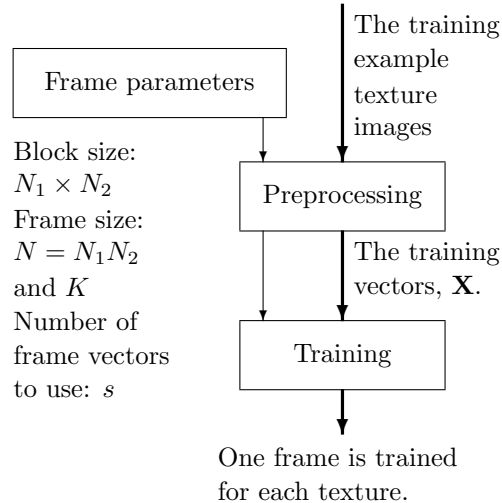 The training
example
texture
images
Frame parameters
Block size:
N₁ × N₂
Frame size:
N = N₁N₂
and K
Number of
frame vectors
to use: s
Preprocessing
The training
vectors, X.
Training
One frame is trained
for each texture.